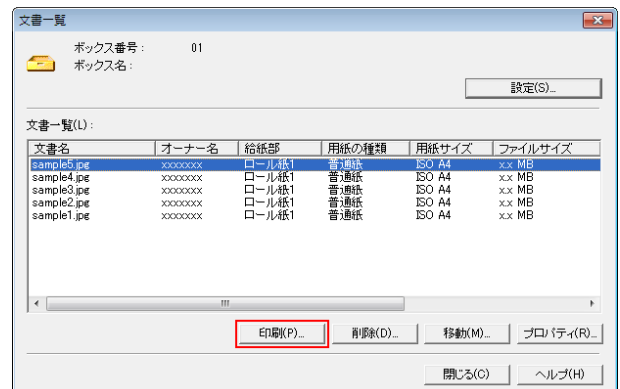 文書一覧
ボックス番号: 01
ボックス名:
設定(S)...
文書一覧(L):
文書名 オーナー名 給紙部 用紙の種類 用紙サイズ ファイルサイズ
sample5.jpg xxxxxxx ロール紙1 普通紙 ISO A4 x.x MB
sample4.jpg xxxxxxx ロール紙1 普通紙 ISO A4 x.x MB
sample3.jpg xxxxxxx ロール紙1 普通紙 ISO A4 x.x MB
sample2.jpg xxxxxxx ロール紙1 普通紙 ISO A4 x.x MB
sample1.jpg xxxxxxx ロール紙1 普通紙 ISO A4 x.x MB
印刷(P)... 削除(D)... 移動(M)... プロパティ(R)...
閉じる(C) ヘルプ(H)